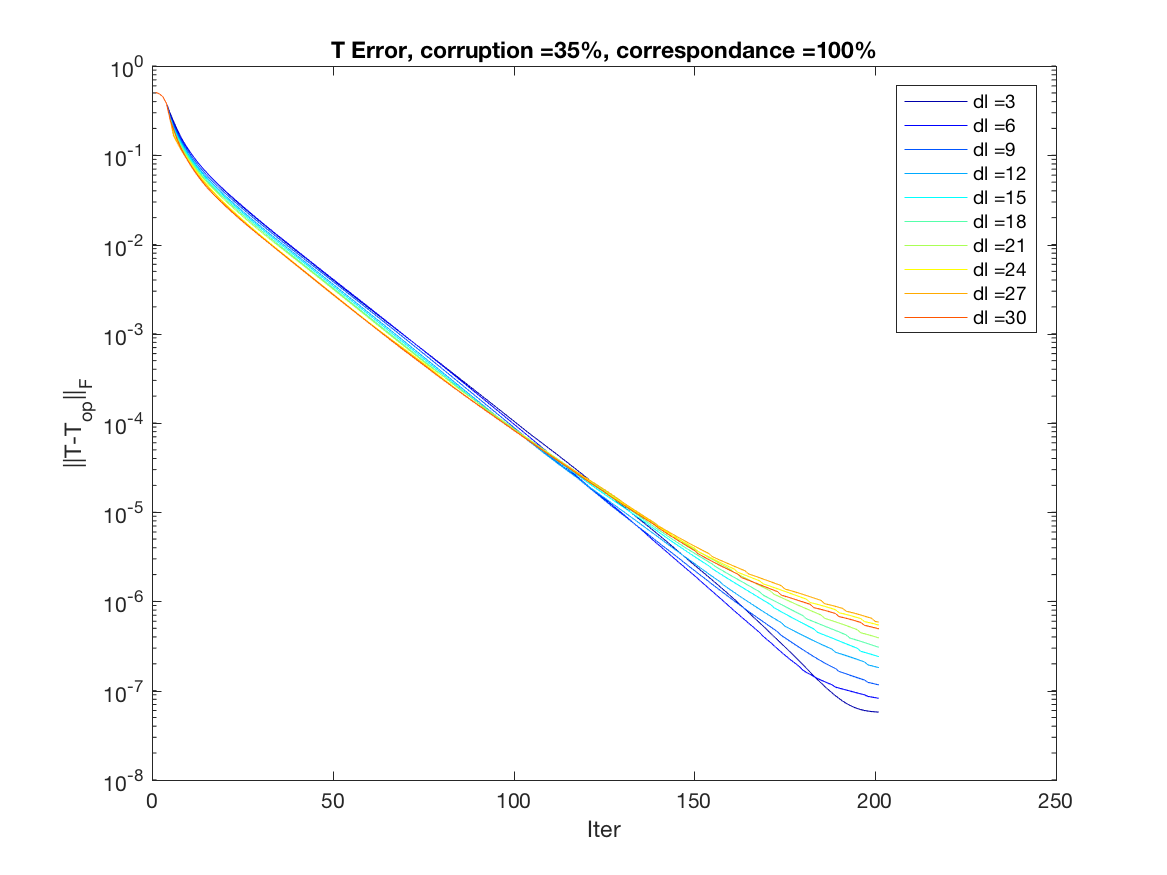 T Error, corruption =35%, correspondance =100%
10^0
10^-1
10^-2
10^-3
10^-4
10^-5
10^-6
10^-7
10^-8
||T-T_op||_F
0 50 100 150 200 250
Iter
dl =3
dl =6
dl =9
dl =12
dl =15
dl =18
dl =21
dl =24
dl =27
dl =30